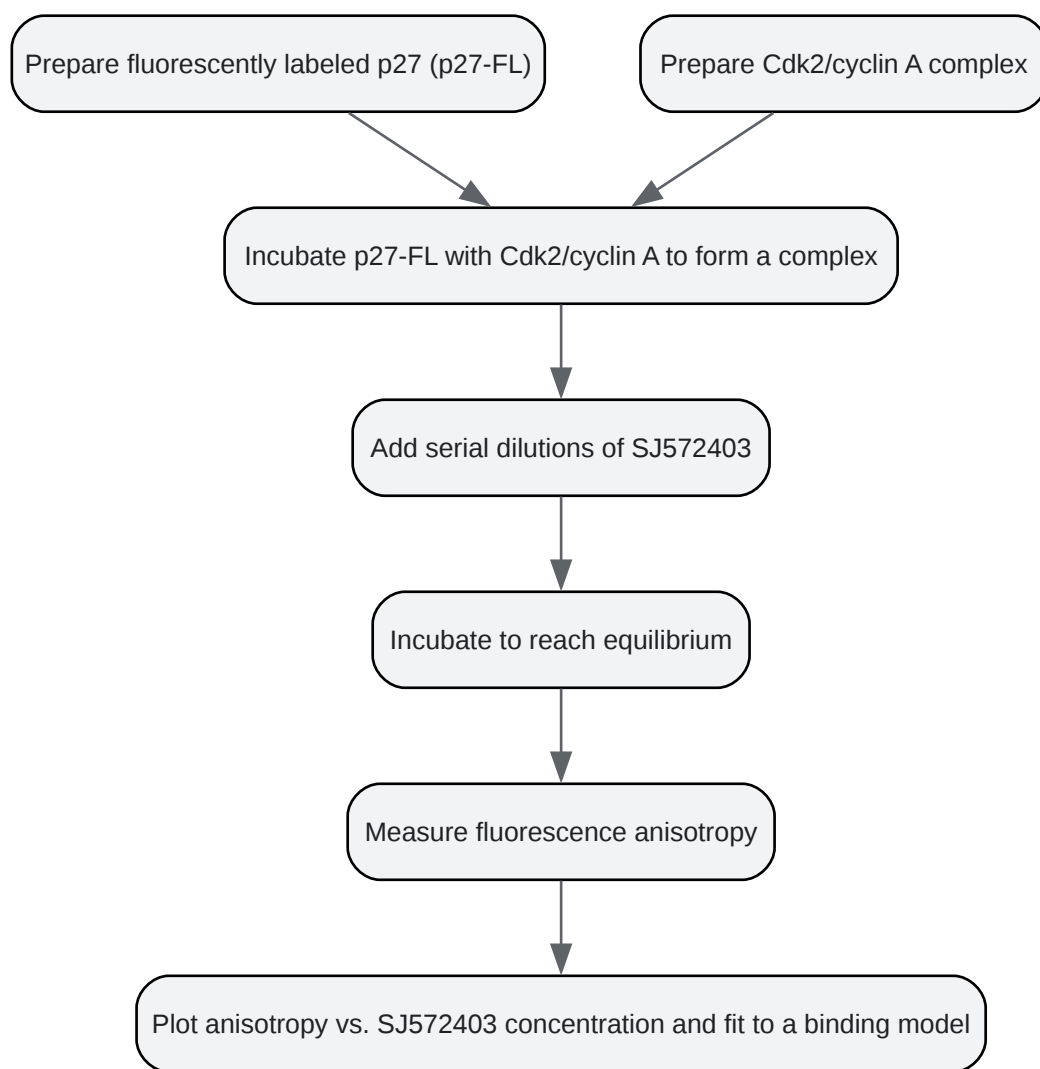 Prepare fluorescently labeled p27 (p27-FL)
Prepare Cdk2/cyclin A complex
Incubate p27-FL with Cdk2/cyclin A to form a complex
Add serial dilutions of SJ572403
Incubate to reach equilibrium
Measure fluorescence anisotropy
Plot anisotropy vs. SJ572403 concentration and fit to a binding model